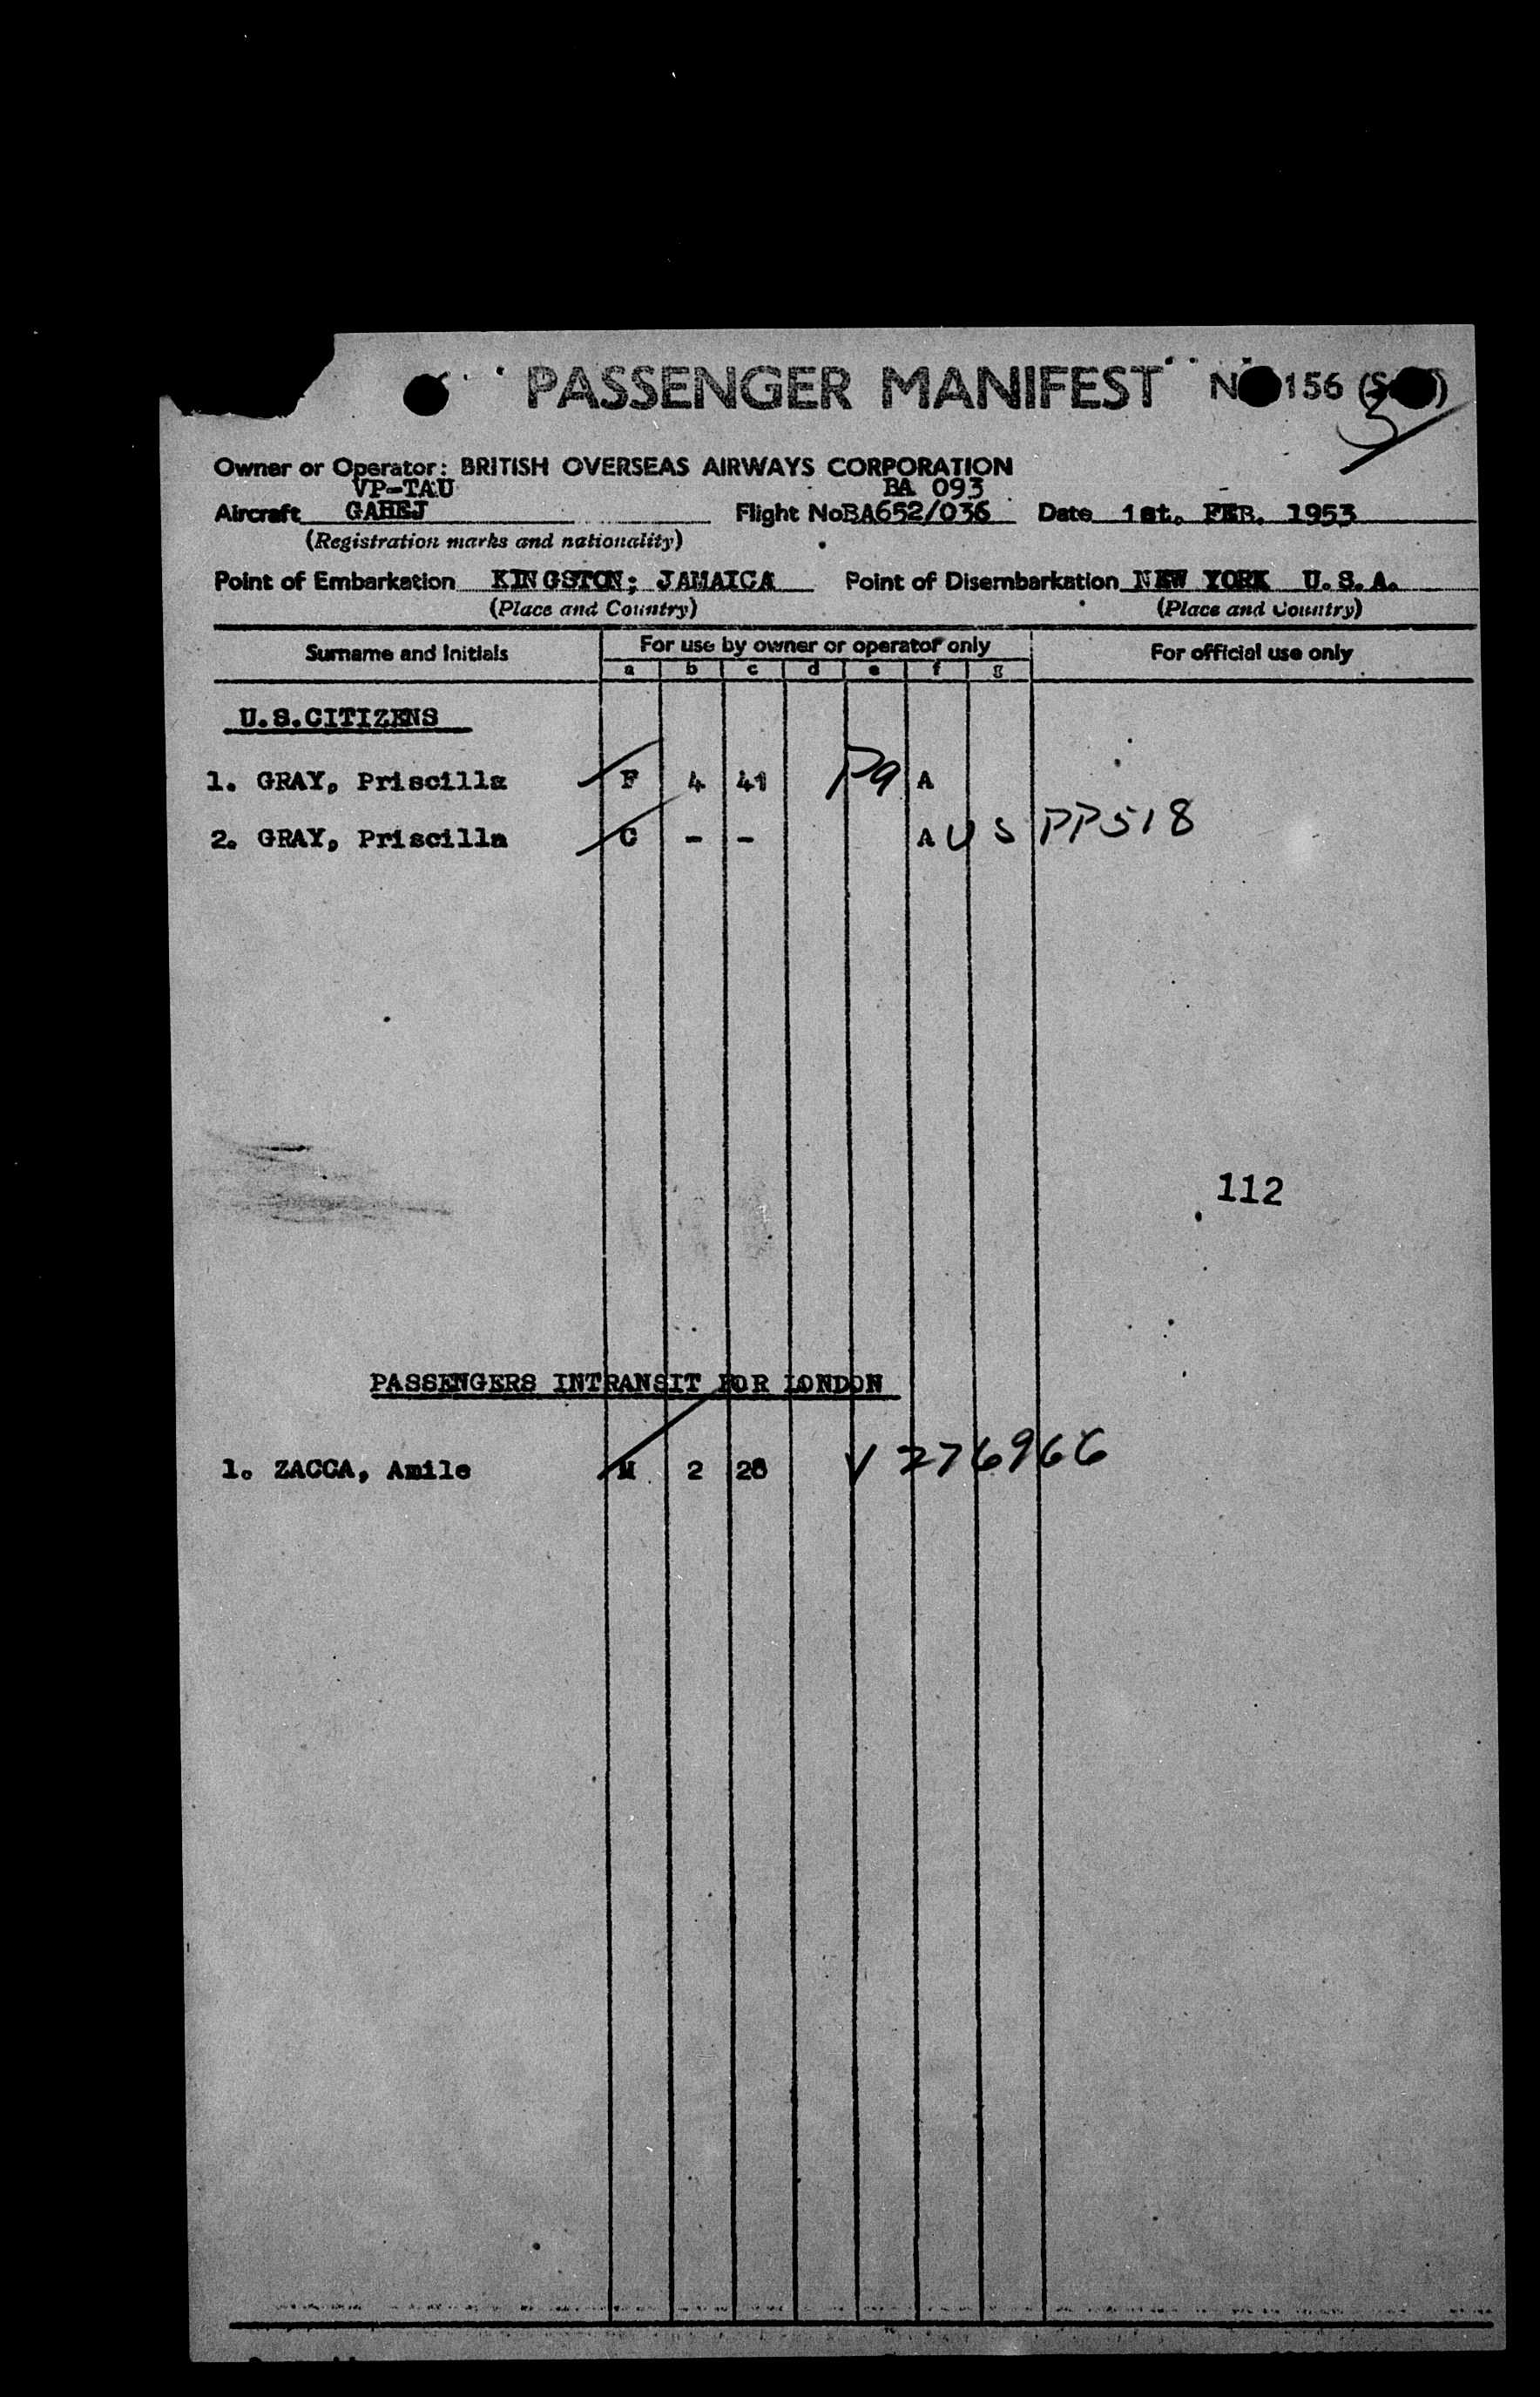 PASSENGER MANIFEST
156
3
Owner or Operator: BRITISH OVERSEAS AIRWAYS CORPORATION
VP-TAU BA 093
Aircraft GAHEJ Flight No BA652/036 Date 1st. FEB. 1953
(Registration marks and nationality)
Point of Embarkation KINGSTON; JAMAICA Point of Disembarkation NEW YORK U.S.A.
(Place and Country) (Place and Country)
Surname and Initials For use by owner or operator only For official use only
a b c d e f g
U.S.CITIZENS
1. GRAY, Priscilla F 4 41 A
2. GRAY, Priscilla C - - A US PP518
112
PASSENGERS INTRANSIT FOR LONDON
1. ZACCA, Amile M 2 28 V 276966